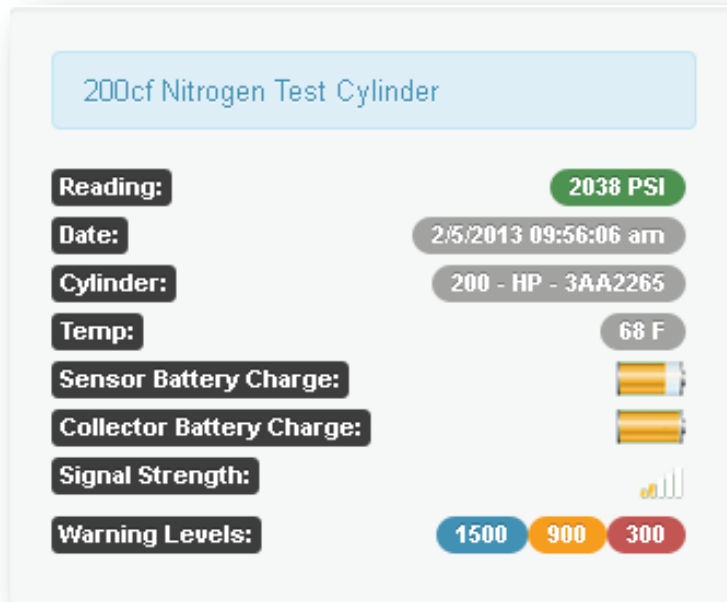 200cf Nitrogen Test Cylinder
Reading: 2038 PSI
Date: 2/5/2013 09:56:06 am
Cylinder: 200 - HP - 3AA2265
Temp: 68 F
Sensor Battery Charge:
Collector Battery Charge:
Signal Strength:
Warning Levels: 1500 900 300